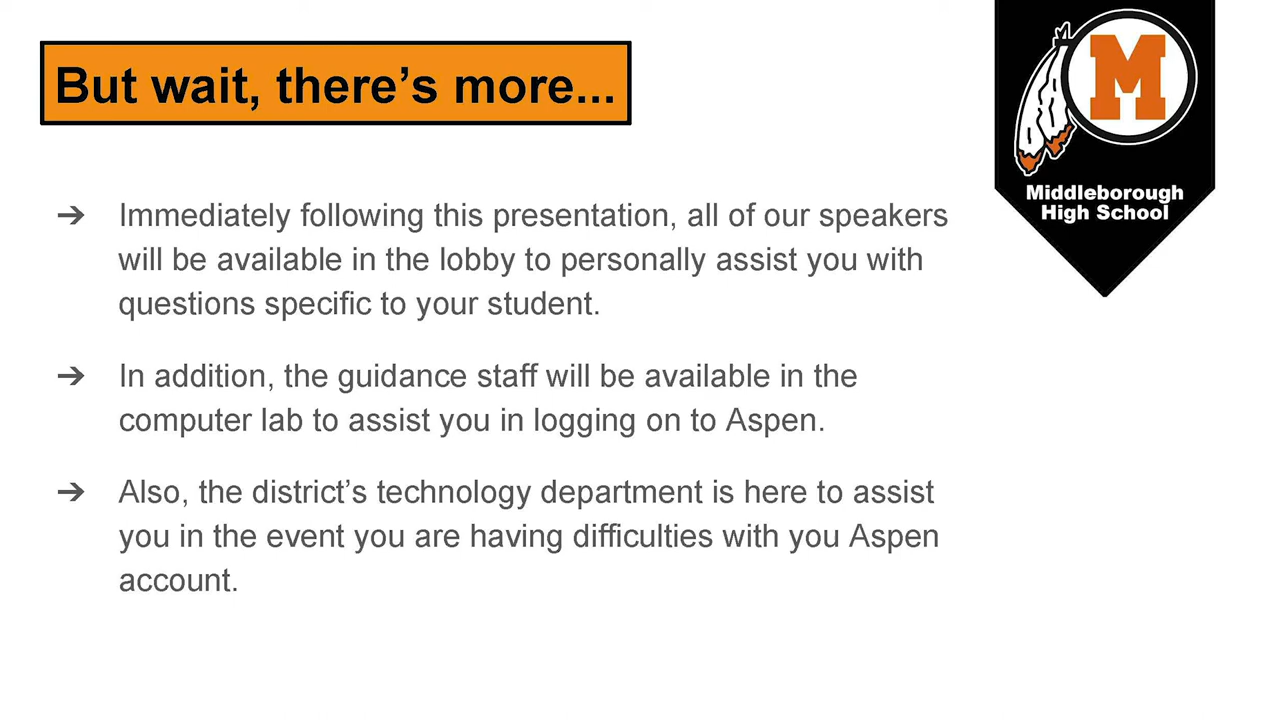 But wait, there's more...
M
Middleborough
High School
➔ Immediately following this presentation, all of our speakers
will be available in the lobby to personally assist you with
questions specific to your student.
➔ In addition, the guidance staff will be available in the
computer lab to assist you in logging on to Aspen.
➔ Also, the district's technology department is here to assist
you in the event you are having difficulties with you Aspen
account.